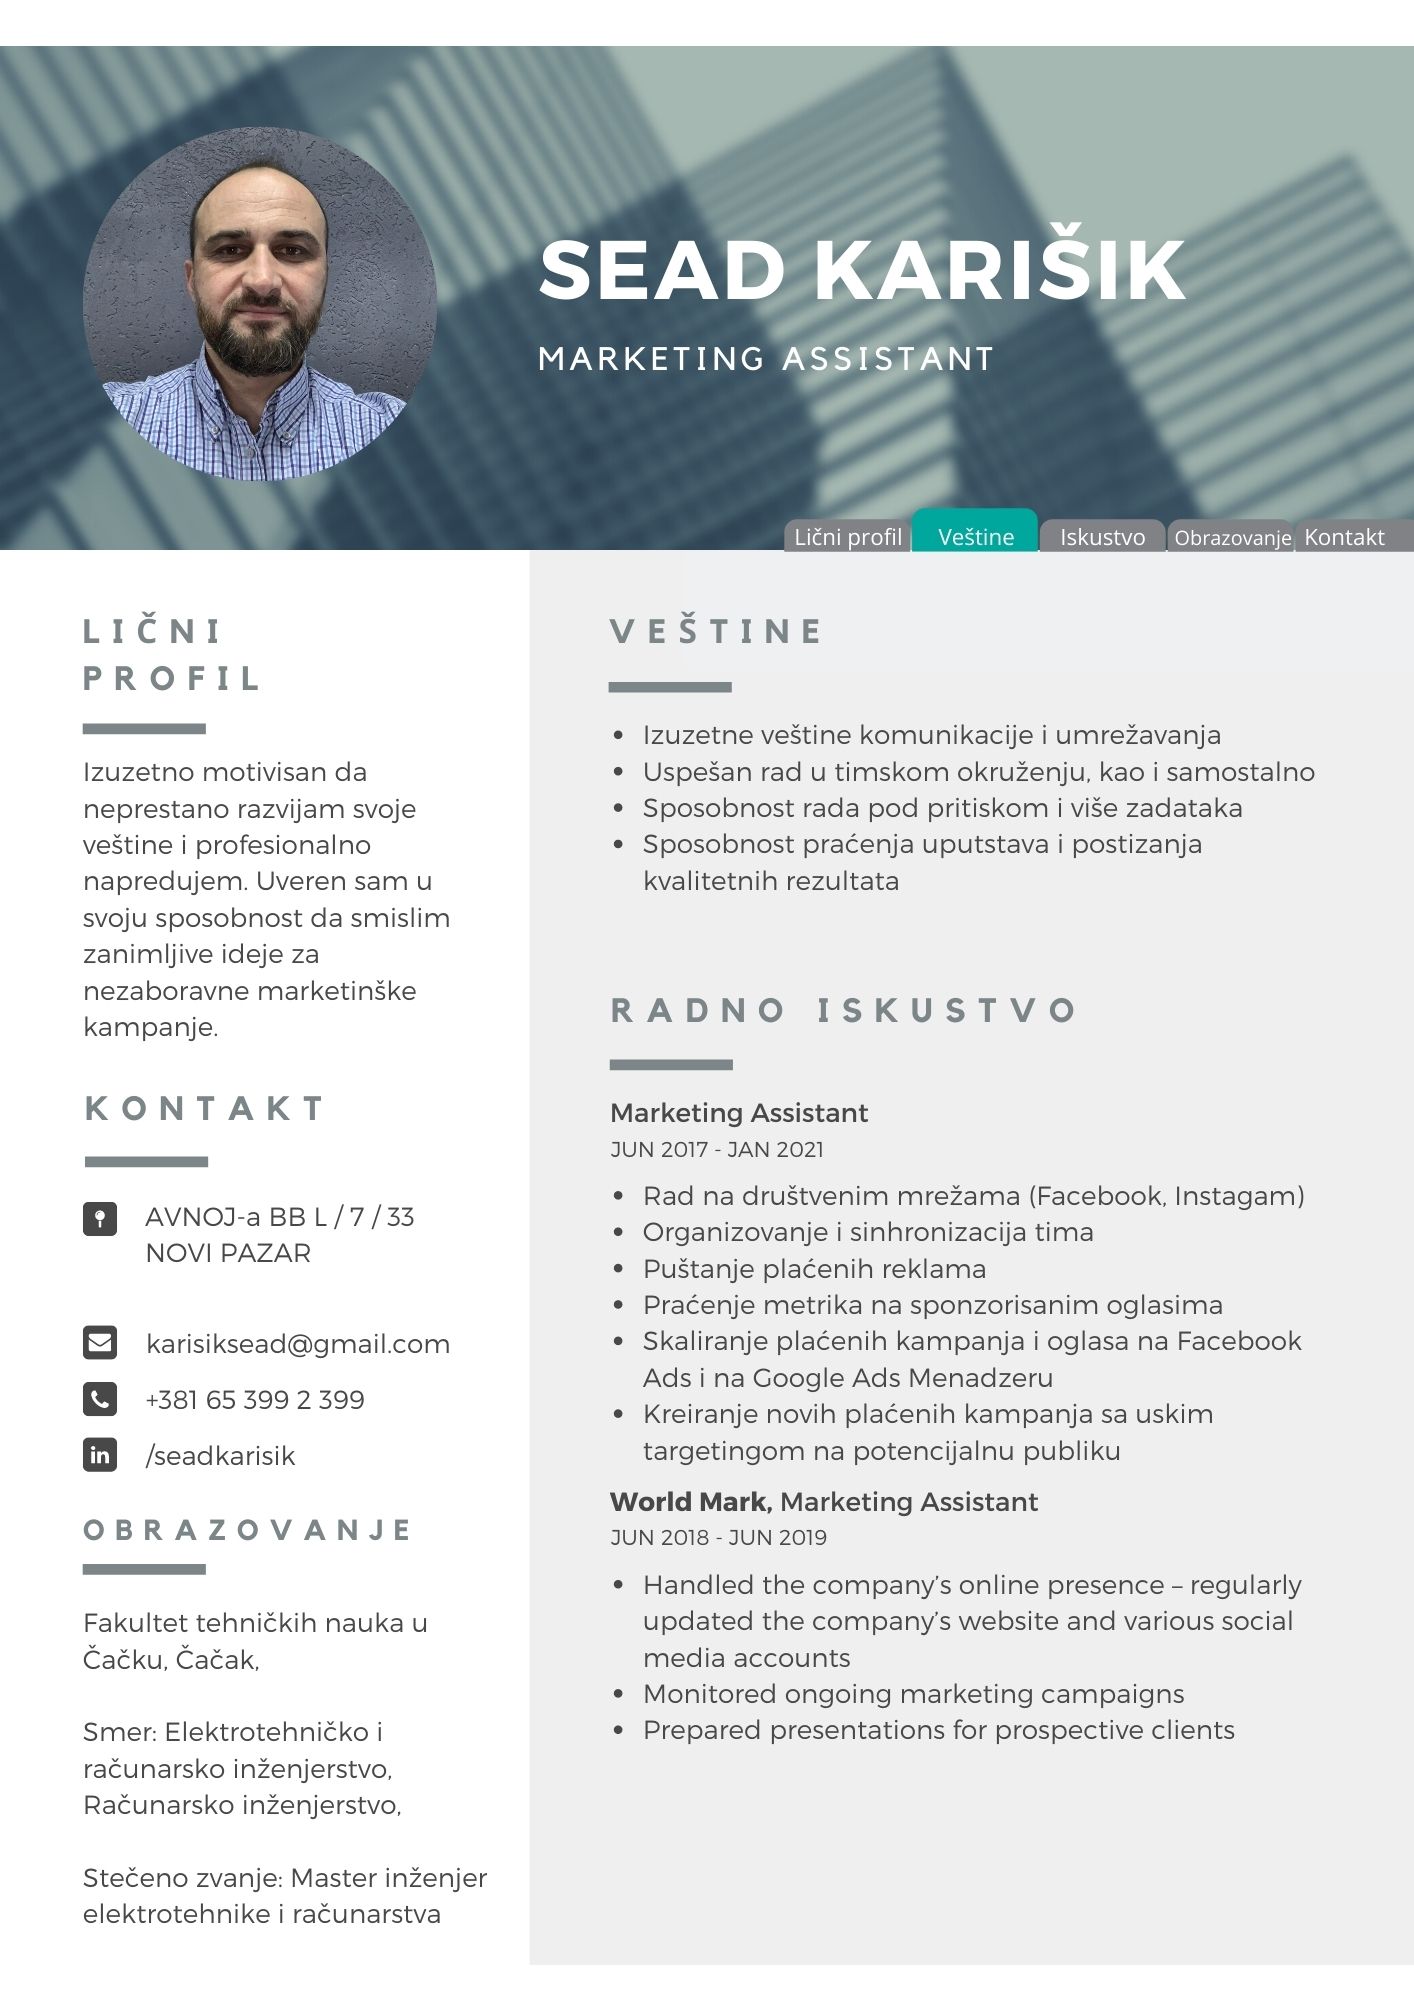 SEAD KARIŠIK
MARKETING ASSISTANT
Lični profil
Veštine
Iskustvo
Obrazovanje
Kontakt
LIČNI
PROFIL
Izuzetno motivisan da
neprestano razvijam svoje
veštine i profesionalno
napredujem. Uveren sam u
svoju sposobnost da smislim
zanimljive ideje za
nezaboravne marketinške
kampanje.
KONTAKT
AVNOJ-a BB L / 7 / 33
NOVI PAZAR
karisiksead@gmail.com
+381 65 399 2 399
/seadkarisik
OBRAZOVANJE
Fakultet tehničkih nauka u
Čačku, Čačak,
Smer: Elektrotehničko i
računarsko inženjerstvo,
Računarsko inženjerstvo,
Stečeno zvanje: Master inženjer
elektrotehnike i računarstva
VEŠTINE
• Izuzetne veštine komunikacije i umrežavanja
• Uspešan rad u timskom okruženju, kao i samostalno
• Sposobnost rada pod pritiskom i više zadataka
• Sposobnost praćenja uputstava i postizanja
kvalitetnih rezultata
RADNO ISKUSTVO
Marketing Assistant
JUN 2017 - JAN 2021
• Rad na društvenim mrežama (Facebook, Instagam)
• Organizovanje i sinhronizacija tima
• Puštanje plaćenih reklama
• Praćenje metrika na sponzorisanim oglasima
• Skaliranje plaćenih kampanja i oglasa na Facebook
Ads i na Google Ads Menadzeru
• Kreiranje novih plaćenih kampanja sa uskim
targetingom na potencijalnu publiku
World Mark, Marketing Assistant
JUN 2018 - JUN 2019
• Handled the company’s online presence – regularly
updated the company’s website and various social
media accounts
• Monitored ongoing marketing campaigns
• Prepared presentations for prospective clients